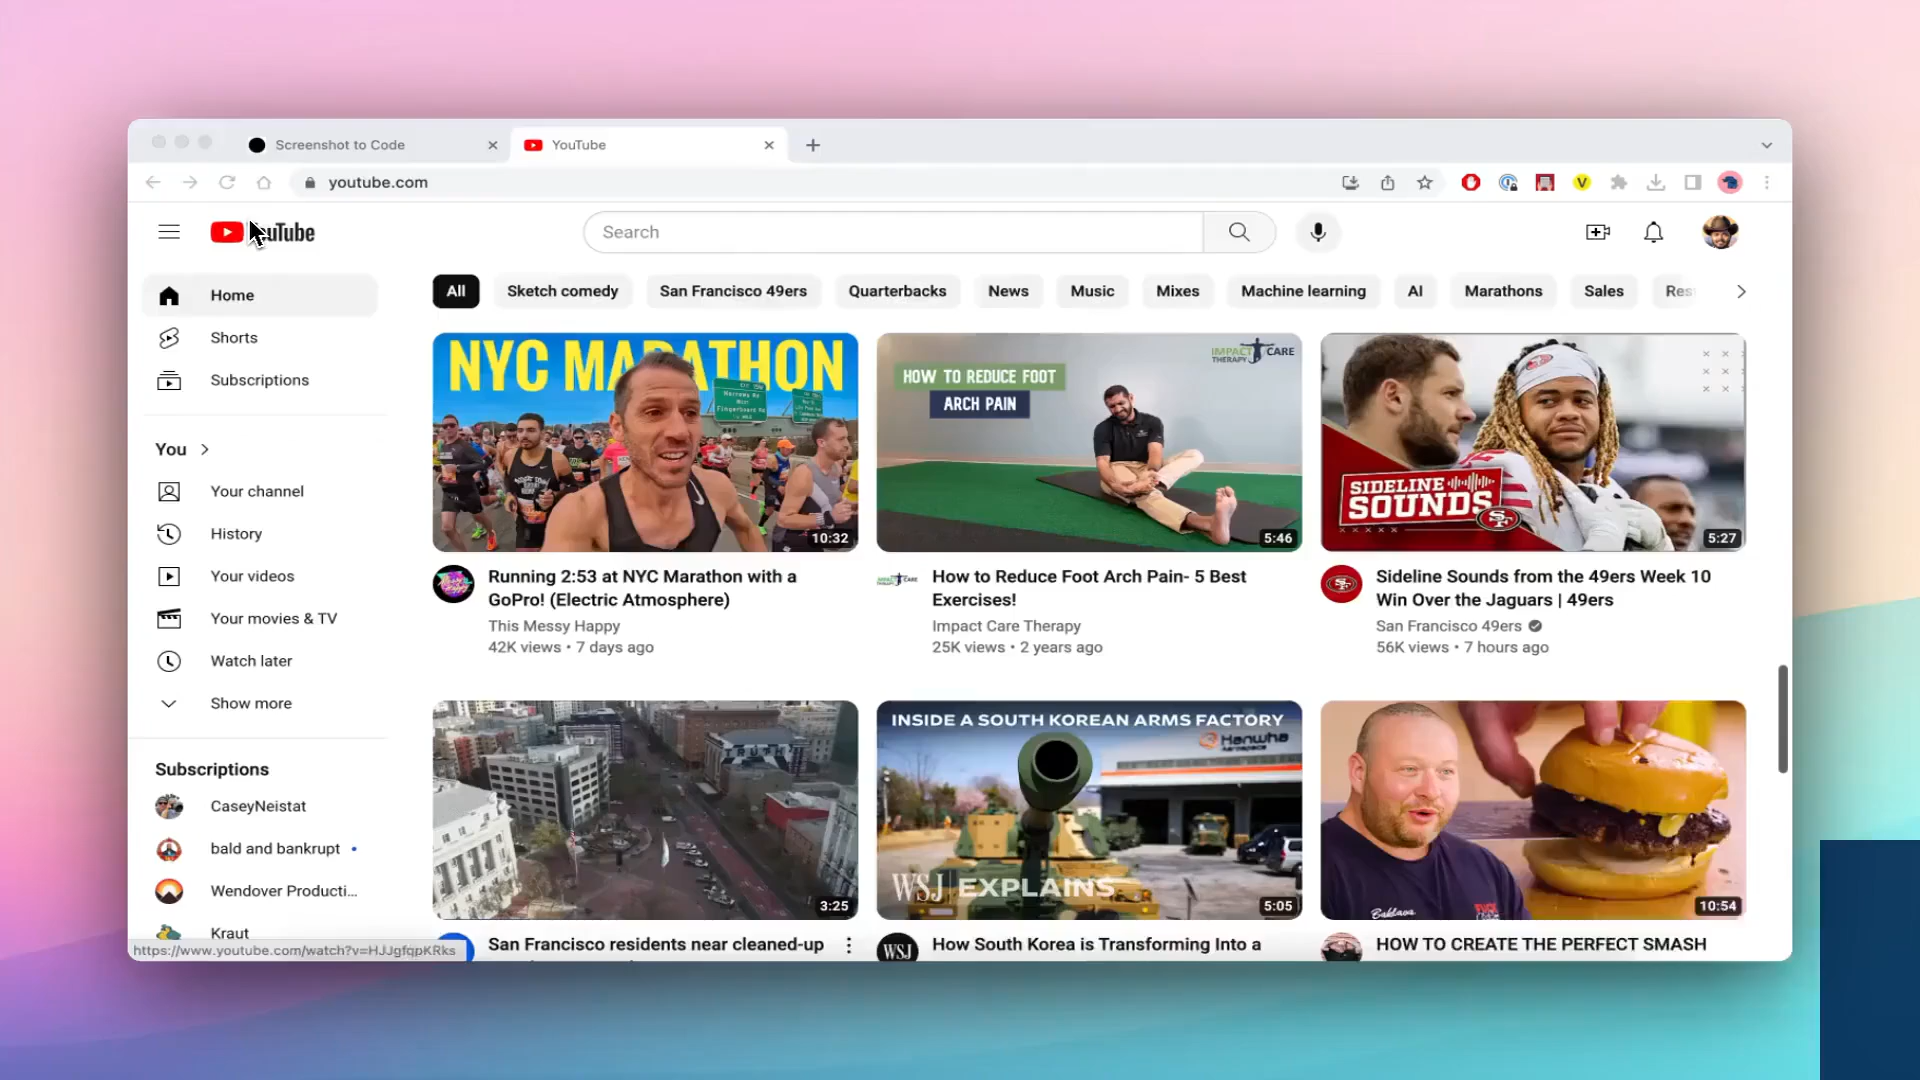 Screenshot to Code
YouTube
youtube.com
YouTube
Search
Home
Shorts
Subscriptions
You
Your channel
History
Your videos
Your movies & TV
Watch later
Show more
Subscriptions
CaseyNeistat
bald and bankrupt
Wendover Producti...
Kraut
https://www.youtube.com/watch?v=HJJgfqpKRks
All
Sketch comedy
San Francisco 49ers
Quarterbacks
News
Music
Mixes
Machine learning
AI
Marathons
Sales
Res
NYC MARATHON
10:32
Running 2:53 at NYC Marathon with a
GoPro! (Electric Atmosphere)
This Messy Happy
42K views • 7 days ago
IMPACT CARE
THERAPY
HOW TO REDUCE FOOT
ARCH PAIN
5:46
How to Reduce Foot Arch Pain- 5 Best
Exercises!
Impact Care Therapy
25K views • 2 years ago
SIDELINE
SOUNDS
SF
5:27
Sideline Sounds from the 49ers Week 10
Win Over the Jaguars | 49ers
San Francisco 49ers
56K views • 7 hours ago
TRUTH
3:25
San Francisco residents near cleaned-up
INSIDE A SOUTH KOREAN ARMS FACTORY
Hanwha
Aerospace
WSJ EXPLAINS
5:05
WSJ
How South Korea is Transforming Into a
10:54
HOW TO CREATE THE PERFECT SMASH